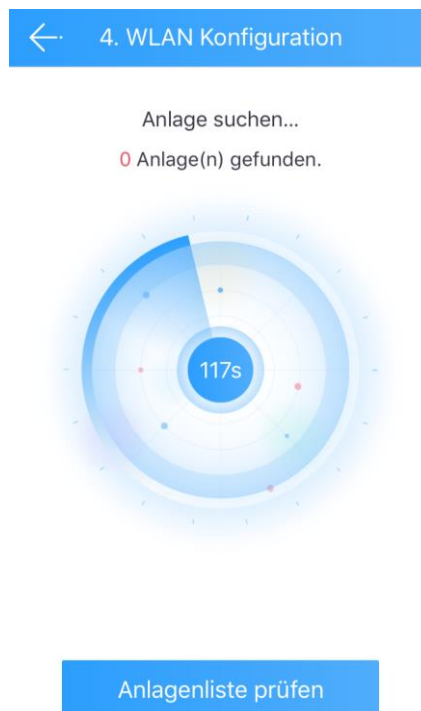 4. WLAN Konfiguration
Anlage suchen...
0 Anlage(n) gefunden.
117s
Anlagenliste prüfen